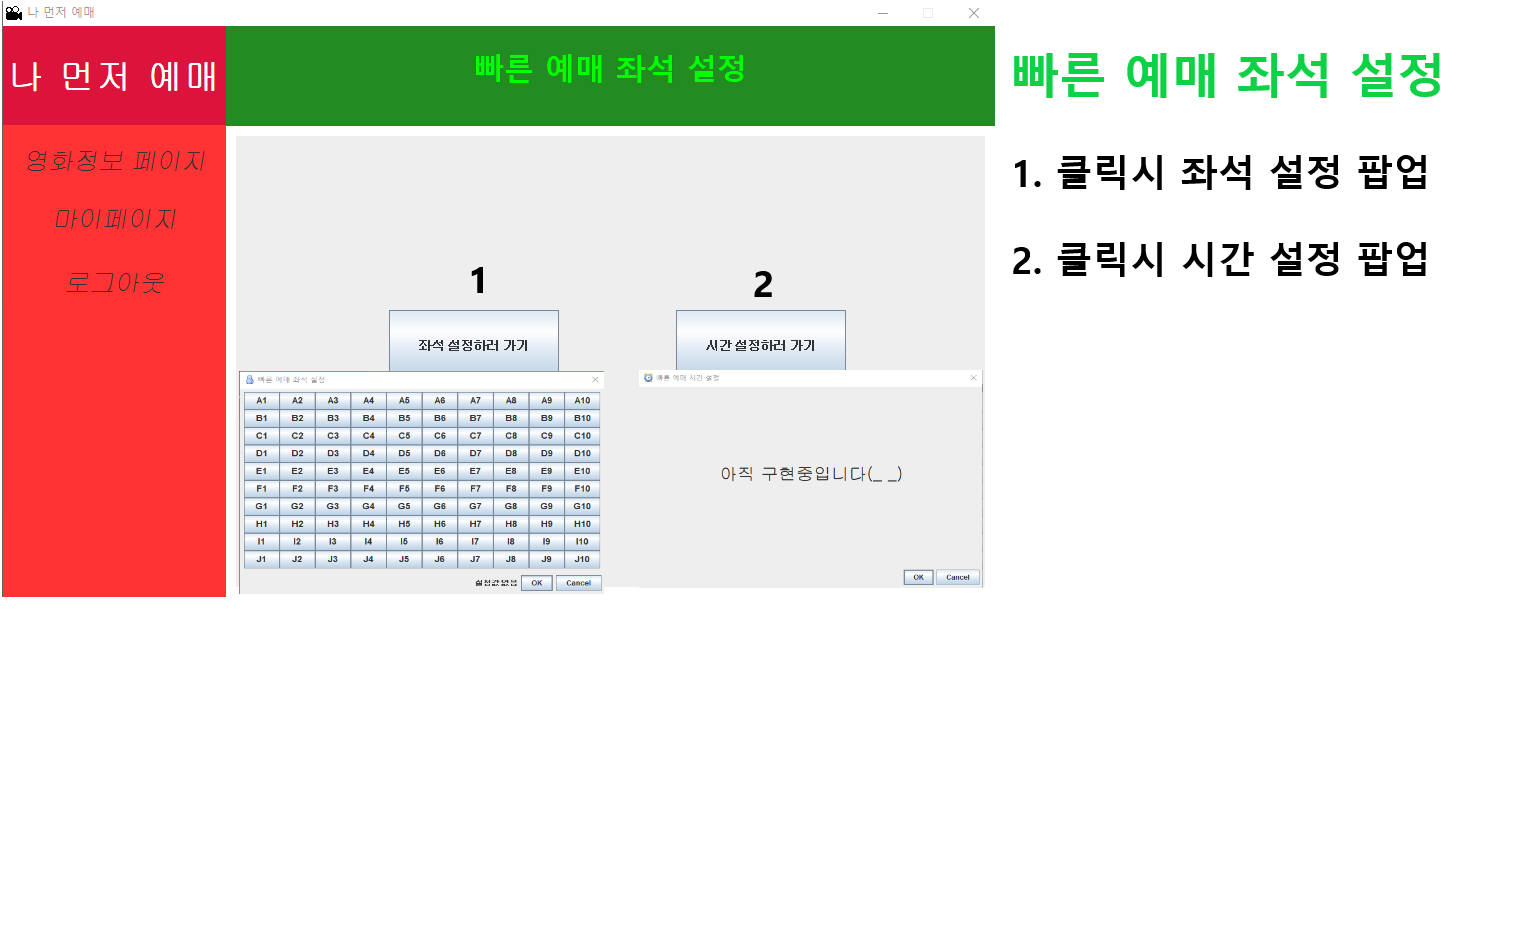 나 먼저 예매
나 먼저 예매
영화정보 페이지
마이페이지
로그아웃
빠른 예매 좌석 설정
1
2
좌석 설정하러 가기
시간 설정하러 가기
빠른 예매 좌석 설정
A1 A2 A3 A4 A5 A6 A7 A8 A9 A10
B1 B2 B3 B4 B5 B6 B7 B8 B9 B10
C1 C2 C3 C4 C5 C6 C7 C8 C9 C10
D1 D2 D3 D4 D5 D6 D7 D8 D9 D10
E1 E2 E3 E4 E5 E6 E7 E8 E9 E10
F1 F2 F3 F4 F5 F6 F7 F8 F9 F10
G1 G2 G3 G4 G5 G6 G7 G8 G9 G10
H1 H2 H3 H4 H5 H6 H7 H8 H9 H10
I1 I2 I3 I4 I5 I6 I7 I8 I9 I10
J1 J2 J3 J4 J5 J6 J7 J8 J9 J10
설정값 없음 OK Cancel
빠른 예매 시간 설정
아직 구현중입니다(_ _)
OK Cancel
빠른 예매 좌석 설정
1. 클릭시 좌석 설정 팝업
2. 클릭시 시간 설정 팝업